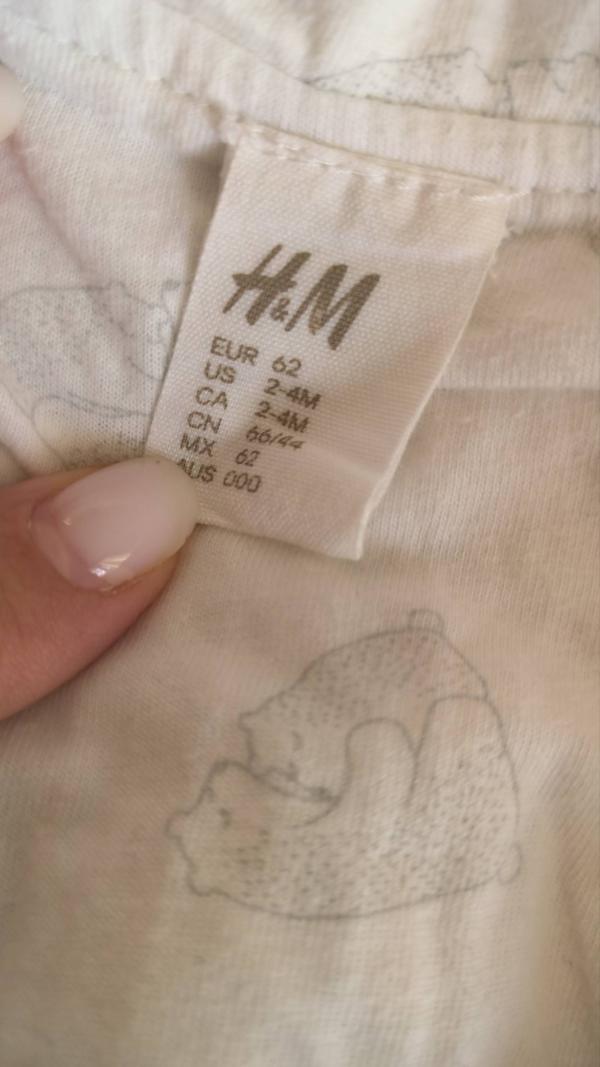 H&M
EUR 62
US 2-4M
CA 2-4M
CN 66/44
MX 62
AUS 000